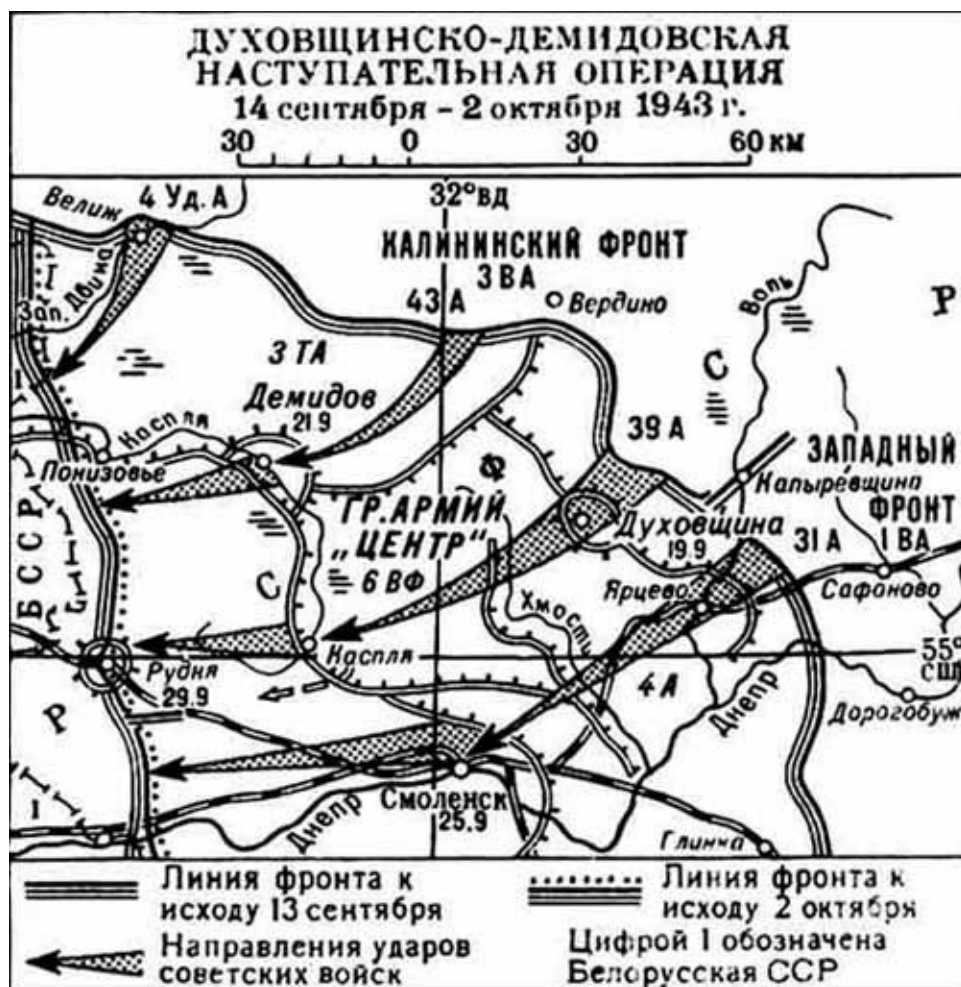 ДУХОВЩИНСКО-ДЕМИДОВСКАЯ
НАСТУПАТЕЛЬНАЯ ОПЕРАЦИЯ
14 сентября – 2 октября 1943 г.
30 0 30 60 км
Велиж
4 Уд. А
32°ВД
КАЛИНИНСКИЙ ФРОНТ
3 ВА
43 А
Вердино
Зап. Двина
I
Вопь
Р
С
3 ТА
Демидов
21.9
Каспля
Понизовье
39 А
ЗАПАДНЫЙ
ФРОНТ
Капыревщина
1 ВА
31 А
Ф
ГР. АРМИЙ
„ЦЕНТР"
6 ВФ
Духовщина
19.9
Ярцево
Сафоново
БССР
С
Хмость
Каспля
55°
СШ
Рудня
29.9
4 А
Днепр
Дорогобуж
Р
I
Смоленск
25.9
Днепр
Глинка
Линия фронта к
исходу 13 сентября
Линия фронта к
исходу 2 октября
Направления ударов
советских войск
Цифрой I обозначена
Белорусская ССР